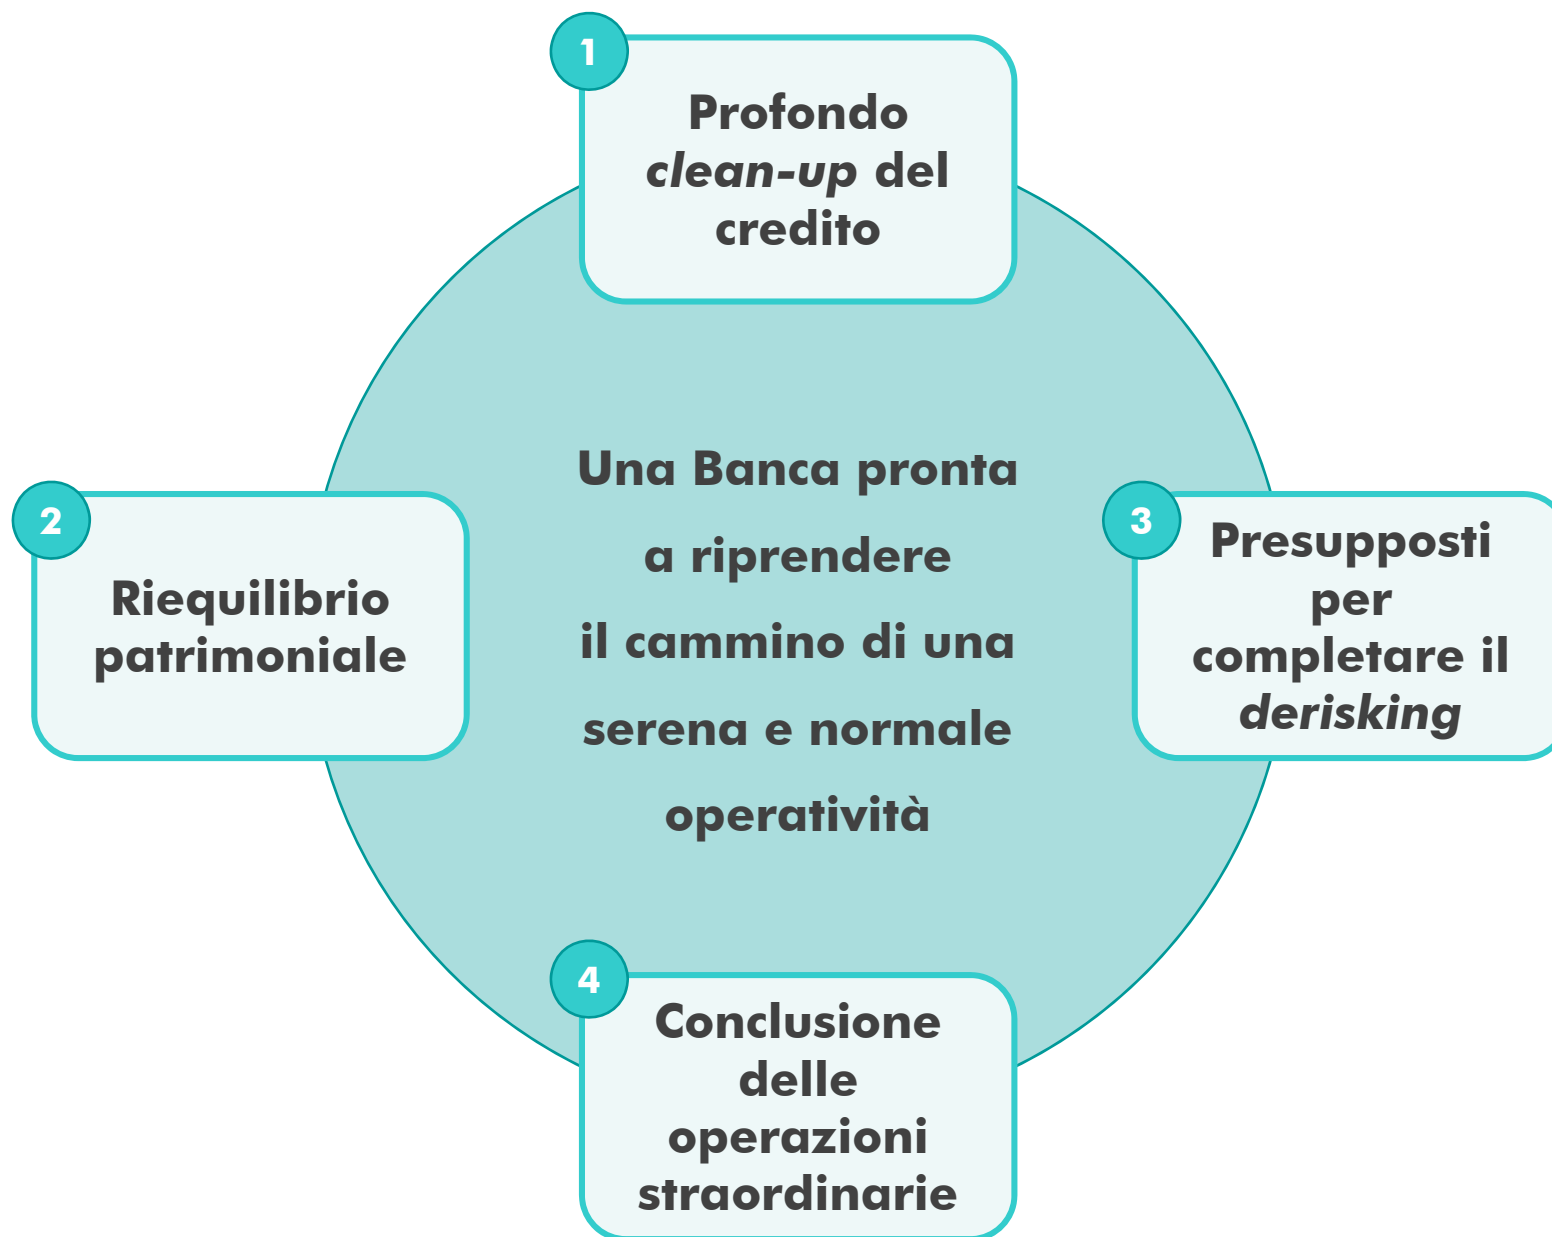 1
Profondo
clean-up del
credito
2
Riequilibrio
patrimoniale
Una Banca pronta
a riprendere
il cammino di una
serena e normale
operatività
3
Presupposti
per
completare il
derisking
4
Conclusione
delle
operazioni
straordinarie